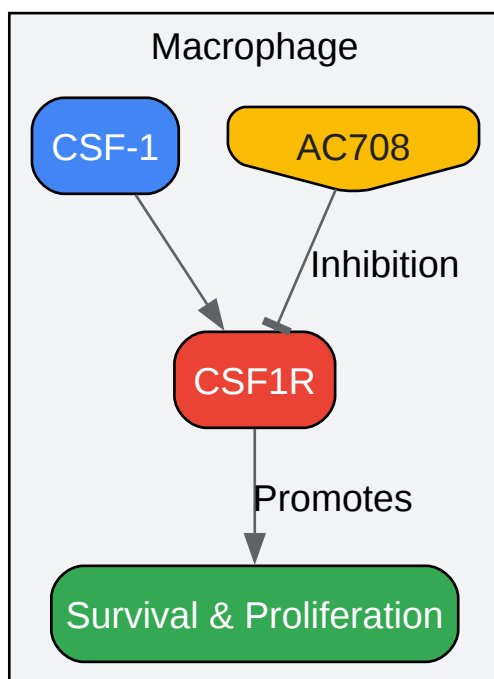 Macrophage
CSF-1
AC708
Inhibition
CSF1R
Promotes
Survival & Proliferation